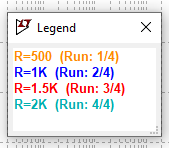 Legend
R=500 (Run: 1/4)
R=1K (Run: 2/4)
R=1.5K (Run: 3/4)
R=2K (Run: 4/4)